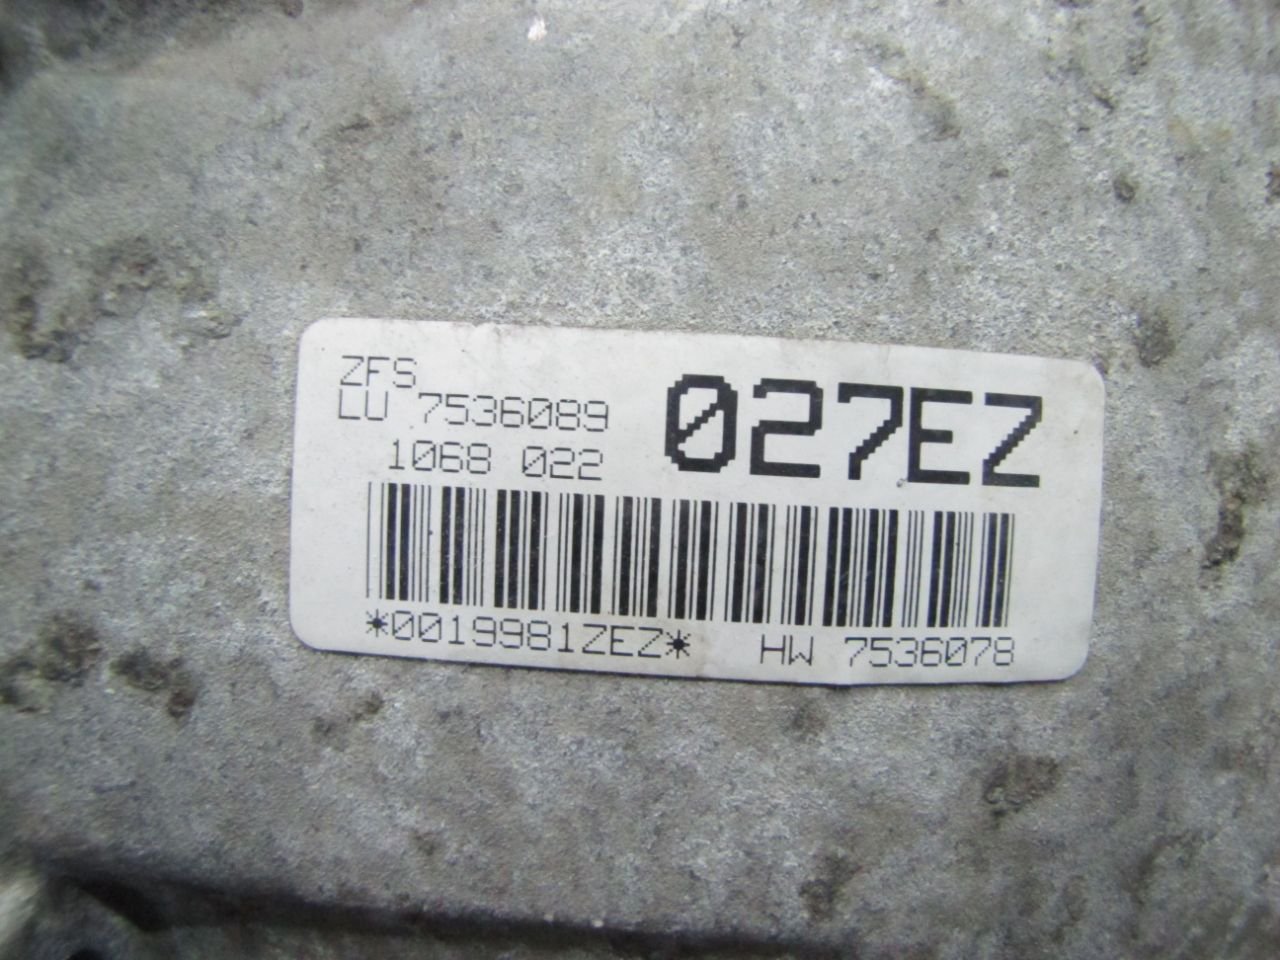 ZFS
LU 7536089
1068 022
027EZ
*0019981ZEZ*
HW 7536078